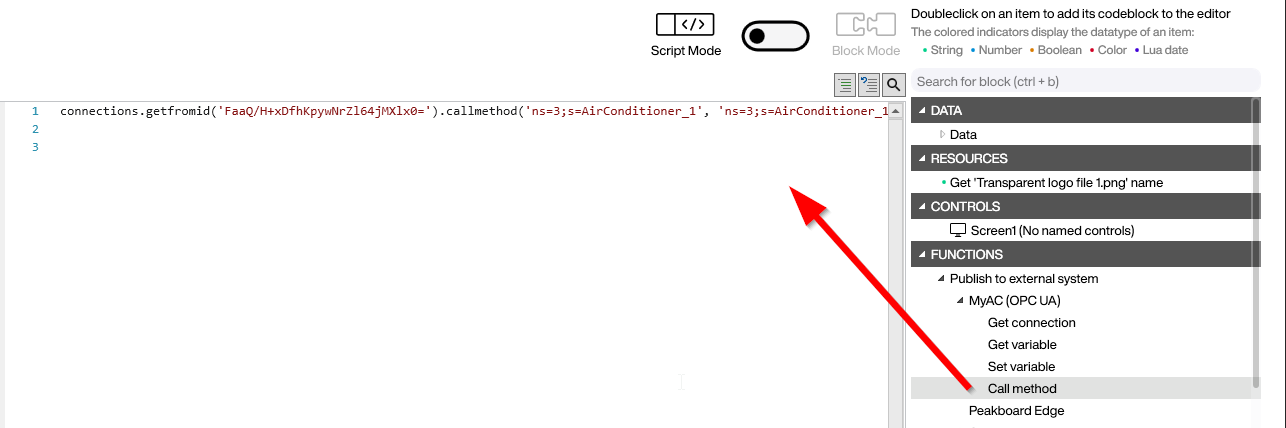 Script Mode
Block Mode
Doubleclick on an item to add its codeblock to the editor
The colored indicators display the datatype of an item:
• String • Number • Boolean • Color • Lua date
Search for block (ctrl + b)
1 connections.getfromid('FaaQ/H+xDfhKpywNrZl64jMXlx0=').callmethod('ns=3;s=AirConditioner_1', 'ns=3;s=AirConditioner_1
2
3
DATA
Data
RESOURCES
• Get 'Transparent logo file 1.png' name
CONTROLS
Screen1 (No named controls)
FUNCTIONS
Publish to external system
MyAC (OPC UA)
Get connection
Get variable
Set variable
Call method
Peakboard Edge